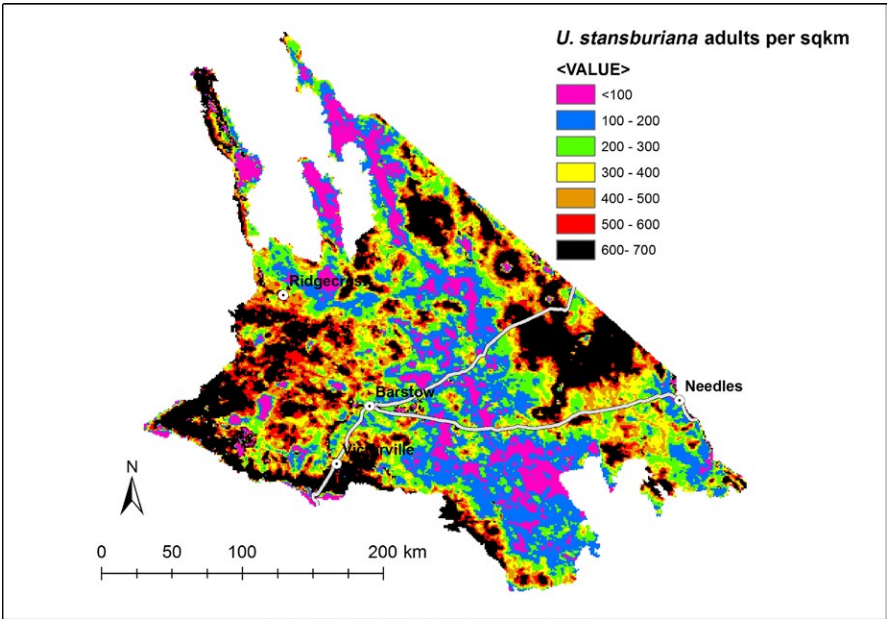 U. stansburiana adults per sqkm
<VALUE>
<100
100 - 200
200 - 300
300 - 400
400 - 500
500 - 600
600- 700
Ridgecrest
Needles
Barstow
Victorville
N
0 50 100 200 km